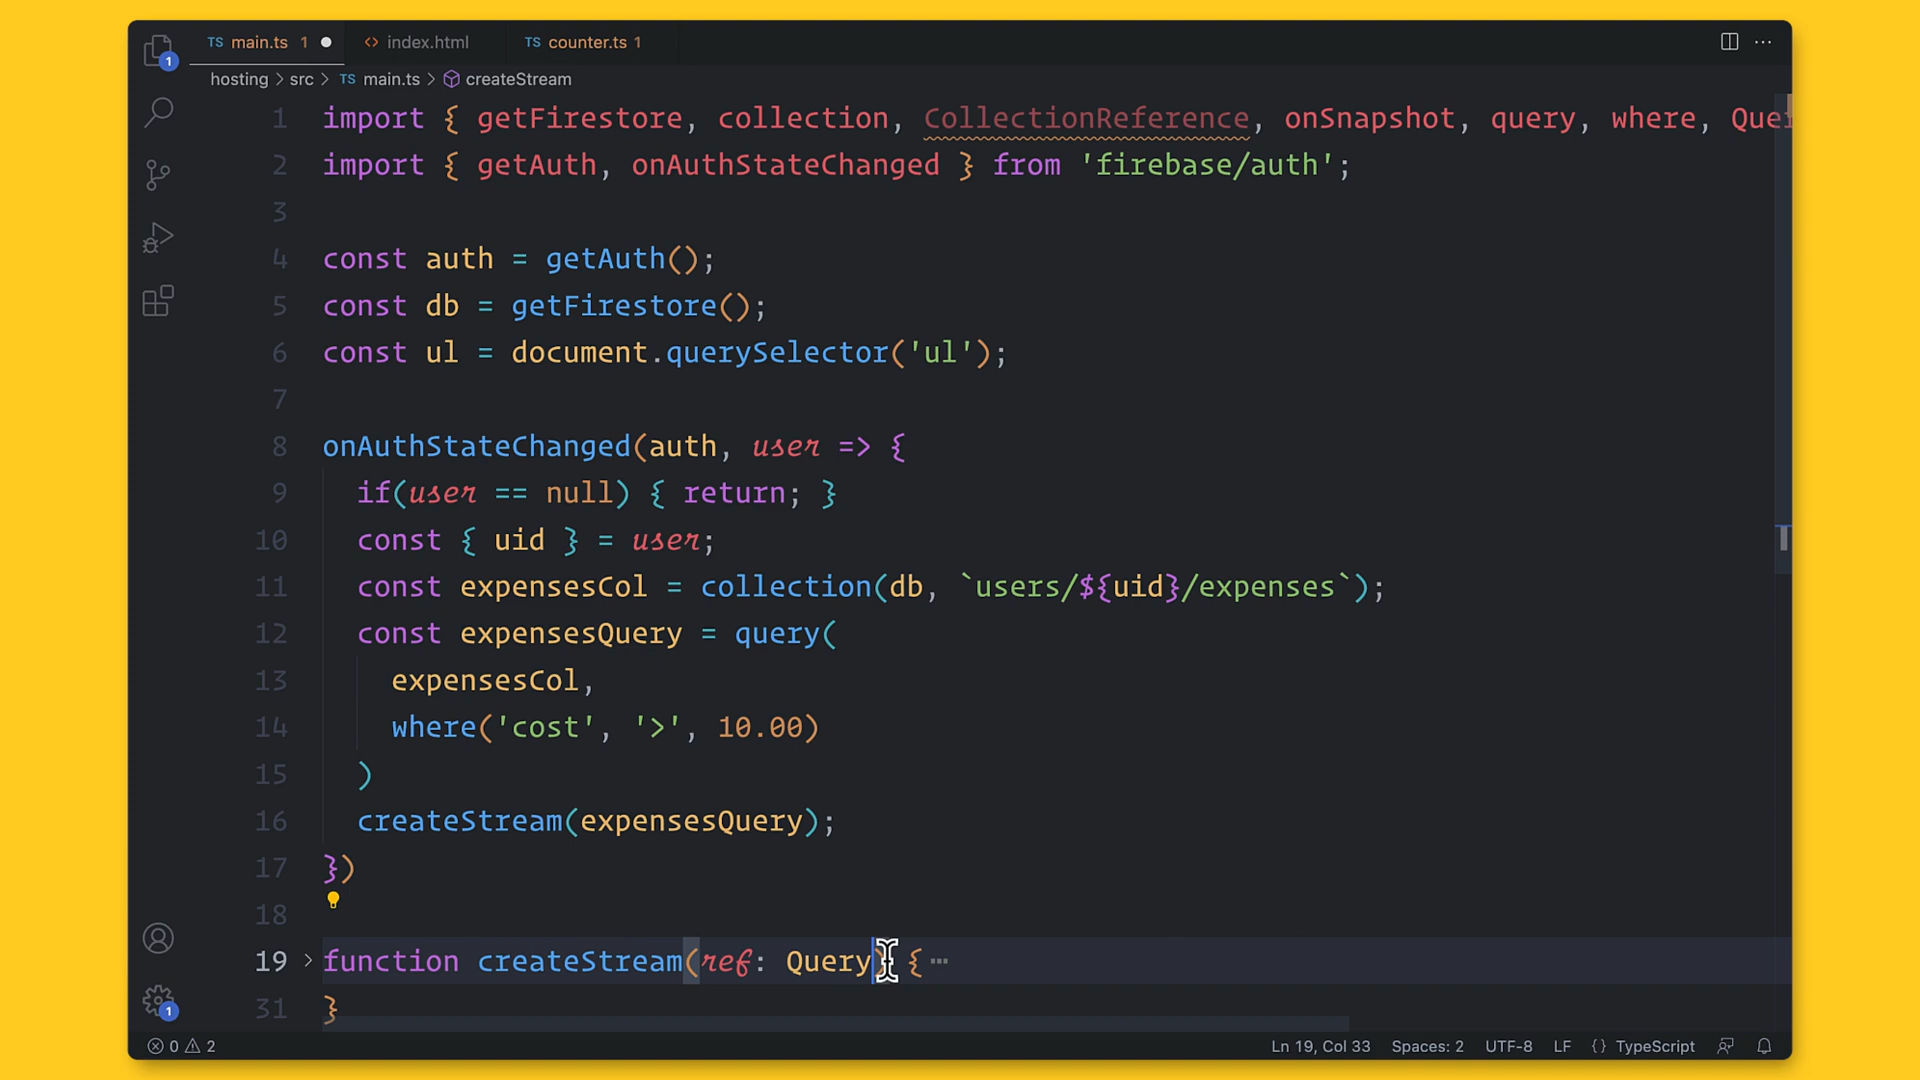 TS main.ts 1 ● <> index.html TS counter.ts 1
hosting > src > TS main.ts > createStream
1 import { getFirestore, collection, CollectionReference, onSnapshot, query, where, Quer
2 import { getAuth, onAuthStateChanged } from 'firebase/auth';
3
4 const auth = getAuth();
5 const db = getFirestore();
6 const ul = document.querySelector('ul');
7
8 onAuthStateChanged(auth, user => {
9 if(user == null) { return; }
10 const { uid } = user;
11 const expensesCol = collection(db, `users/${uid}/expenses`);
12 const expensesQuery = query(
13 expensesCol,
14 where('cost', '>', 10.00)
15 )
16 createStream(expensesQuery);
17 })
18
19 > function createStream(ref: Query) { ⋯
31 }
1
1
0 2
Ln 19, Col 33 Spaces: 2 UTF-8 LF {} TypeScript